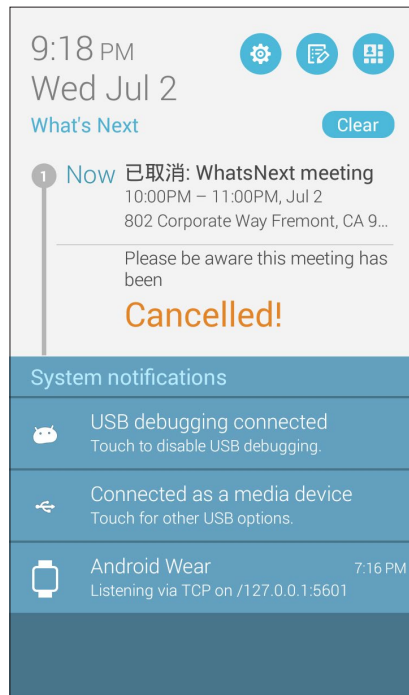 9:18 PM
Wed Jul 2
What's Next
Clear
1
Now
已取消: WhatsNext meeting
10:00PM – 11:00PM, Jul 2
802 Corporate Way Fremont, CA 9...
Please be aware this meeting has
been
Cancelled!
System notifications
USB debugging connected
Touch to disable USB debugging.
Connected as a media device
Touch for other USB options.
Android Wear
7:16 PM
Listening via TCP on /127.0.0.1:5601